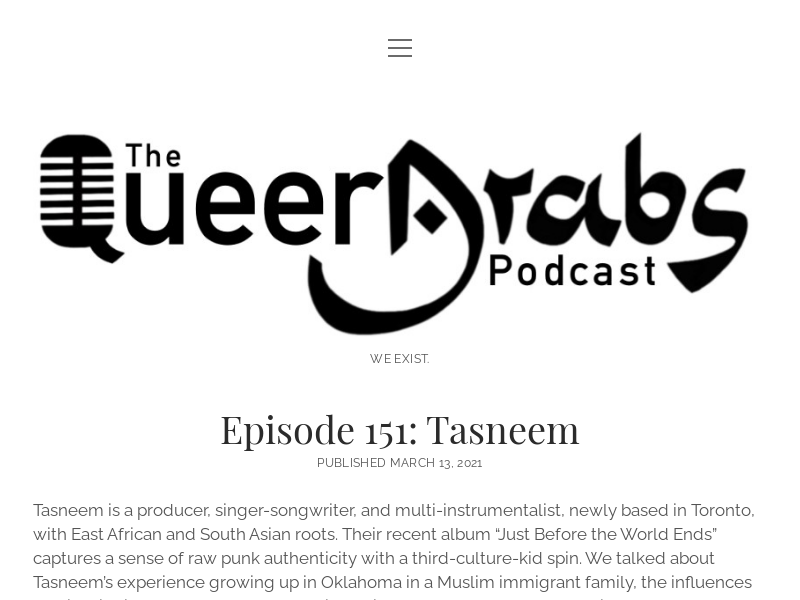 The
Queer Arabs
Podcast
WE EXIST.
Episode 151: Tasneem
PUBLISHED MARCH 13, 2021
Tasneem is a producer, singer-songwriter, and multi-instrumentalist, newly based in Toronto,
with East African and South Asian roots. Their recent album “Just Before the World Ends”
captures a sense of raw punk authenticity with a third-culture-kid spin. We talked about
Tasneem’s experience growing up in Oklahoma in a Muslim immigrant family, the influences